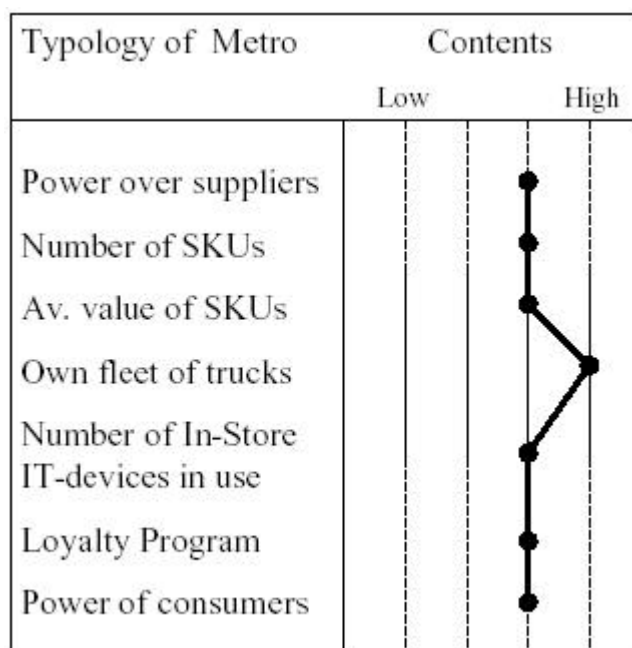 Typology of Metro Contents
Low High
Power over suppliers
Number of SKUs
Av. value of SKUs
Own fleet of trucks
Number of In-Store
IT-devices in use
Loyalty Program
Power of consumers